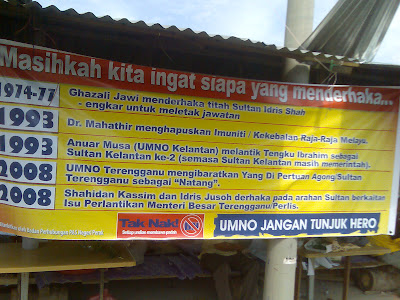 Masihkah kita ingat siapa yang menderhaka...
1974-77
Ghazali Jawi menderhaka titah Sultan Idris Shah
- engkar untuk meletak jawatan
1993
Dr. Mahathir menghapuskan Imuniti / Kekebalan Raja-Raja Melayu.
1993
Anuar Musa (UMNO Kelantan) melantik Tengku Ibrahim sebagai
Sultan Kelantan ke-2 (semasa Sultan Kelantan masih memerintah).
2008
UMNO Terengganu mengibaratkan Yang Di Pertuan Agong/Sultan
Terengganu sebagai "Natang".
2008
Shahidan Kassim dan Idris Jusoh derhaka pada arahan Sultan berkaitan
Isu Perlantikan Menteri Besar Terengganu/Perlis.
Tak Nak!
UMNO JANGAN TUNJUK HERO